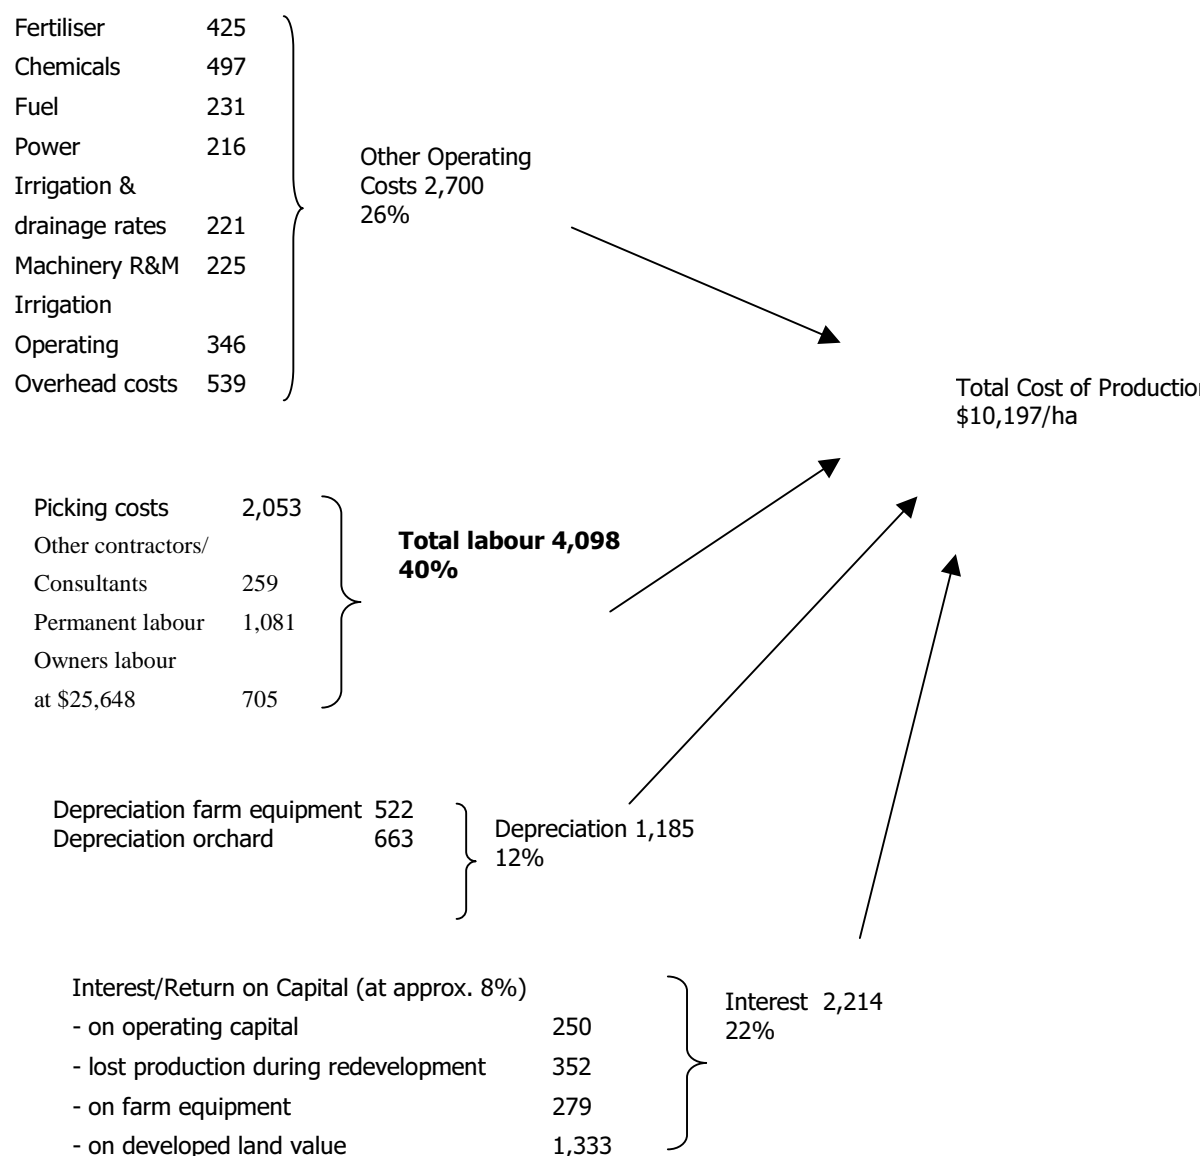 Fertiliser 425
Chemicals 497
Fuel 231
Power 216
Irrigation &
drainage rates 221
Machinery R&M 225
Irrigation
Operating 346
Overhead costs 539
Other Operating
Costs 2,700
26%
Total Cost of Production
$10,197/ha
Picking costs 2,053
Other contractors/
Consultants 259
Permanent labour 1,081
Owners labour
at $25,648 705
Total labour 4,098
40%
Depreciation farm equipment 522
Depreciation orchard 663
Depreciation 1,185
12%
Interest/Return on Capital (at approx. 8%)
- on operating capital 250
- lost production during redevelopment 352
- on farm equipment 279
- on developed land value 1,333
Interest 2,214
22%